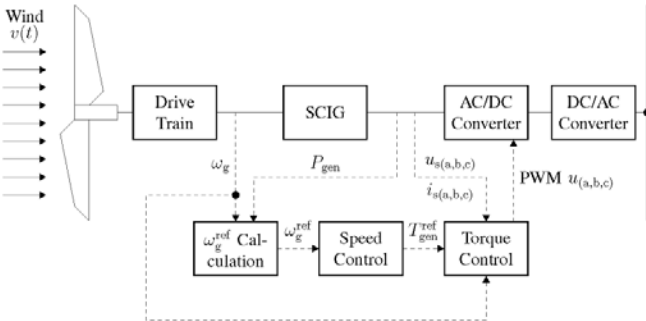 Wind
v(t)
Drive
Train
SCIG
AC/DC
Converter
DC/AC
Converter
ω_g
P_gen
u_s(a,b,c)
i_s(a,b,c)
PWM u_(a,b,c)
ω_g^ref Cal-
culation
ω_g^ref
Speed
Control
T_gen^ref
Torque
Control